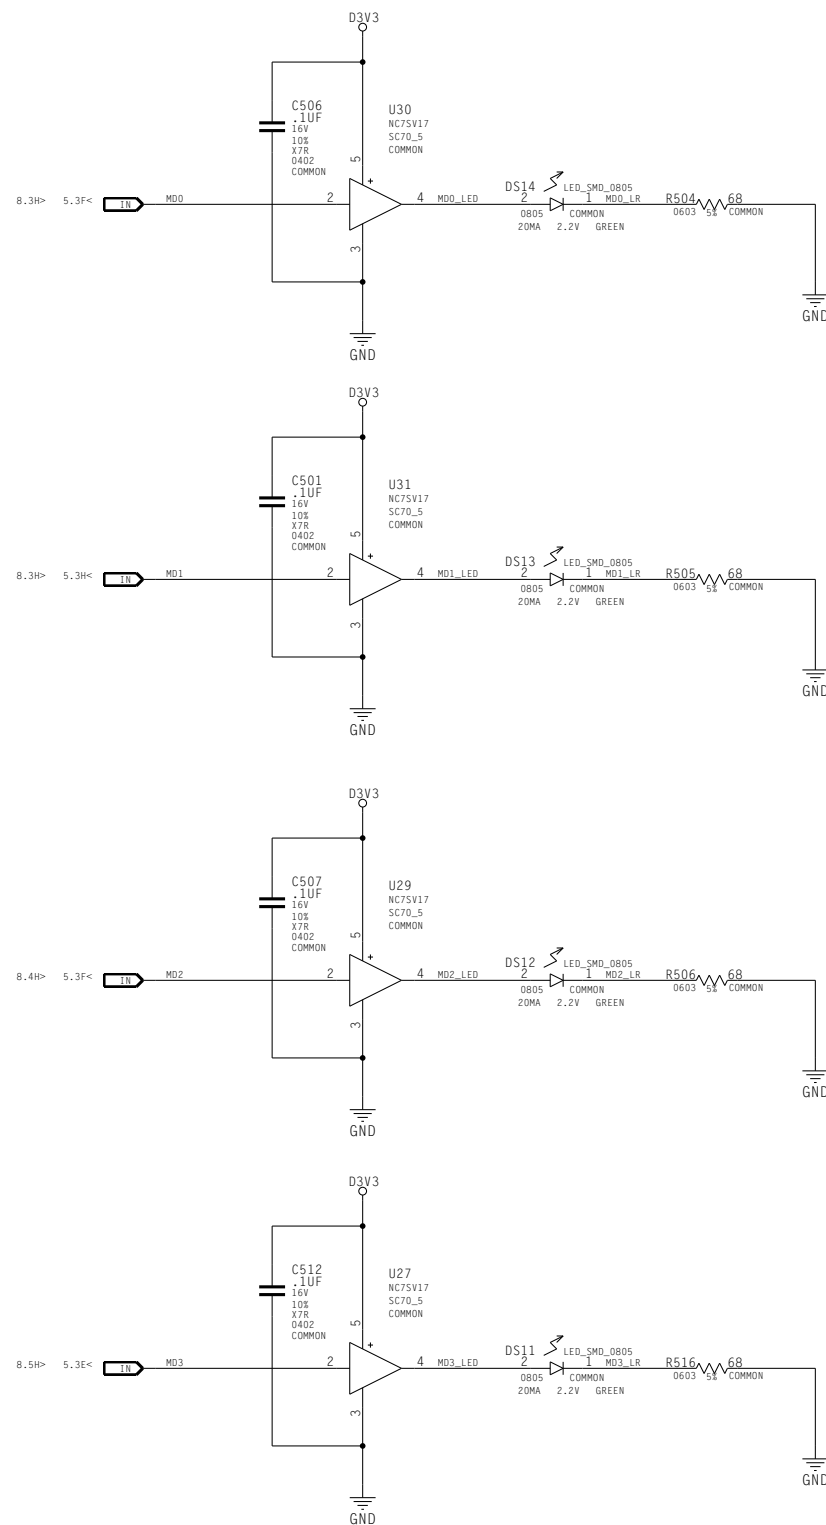 D3V3
C506
.1UF
16V
10%
X7R
0402
COMMON
U30
NC7SV17
SC70_5
COMMON
5
+
8.3H> 5.3F< IN MD0 2 4 MD0_LED
3
DS14 LED_SMD_0805
2 1 MD0_LR
0805 COMMON
20MA 2.2V GREEN
R504 68
0603 5% COMMON
GND
GND
D3V3
C501
.1UF
16V
10%
X7R
0402
COMMON
U31
NC7SV17
SC70_5
COMMON
5
+
8.3H> 5.3H< IN MD1 2 4 MD1_LED
3
DS13 LED_SMD_0805
2 1 MD1_LR
0805 COMMON
20MA 2.2V GREEN
R505 68
0603 5% COMMON
GND
GND
D3V3
C507
.1UF
16V
10%
X7R
0402
COMMON
U29
NC7SV17
SC70_5
COMMON
5
+
8.4H> 5.3F< IN MD2 2 4 MD2_LED
3
DS12 LED_SMD_0805
2 1 MD2_LR
0805 COMMON
20MA 2.2V GREEN
R506 68
0603 5% COMMON
GND
GND
D3V3
C512
.1UF
16V
10%
X7R
0402
COMMON
U27
NC7SV17
SC70_5
COMMON
5
+
8.5H> 5.3E< IN MD3 2 4 MD3_LED
3
DS11 LED_SMD_0805
2 1 MD3_LR
0805 COMMON
20MA 2.2V GREEN
R516 68
0603 5% COMMON
GND
GND